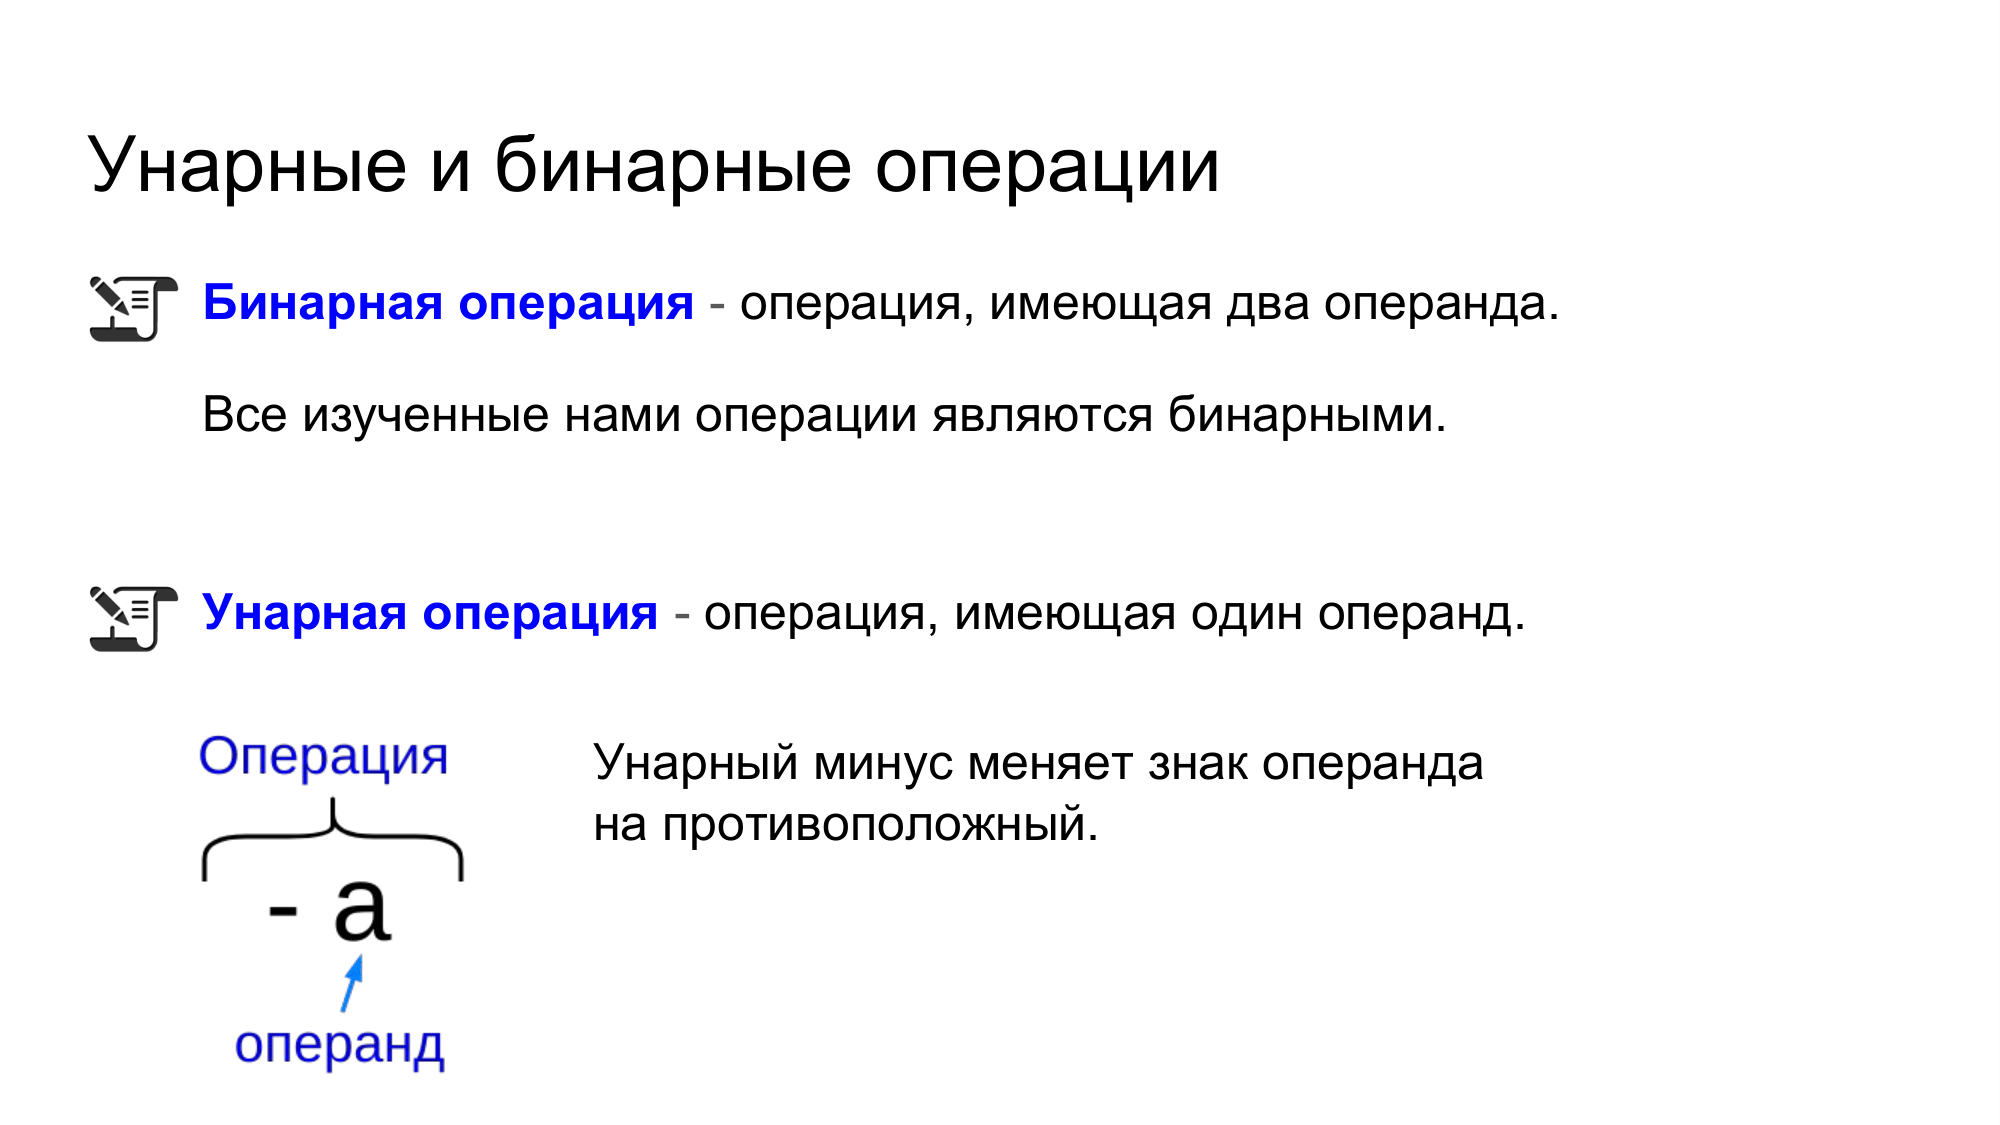 Унарные и бинарные операции
Бинарная операция - операция, имеющая два операнда.
Все изученные нами операции являются бинарными.
Унарная операция - операция, имеющая один операнд.
Операция
- a
операнд
Унарный минус меняет знак операнда
на противоположный.